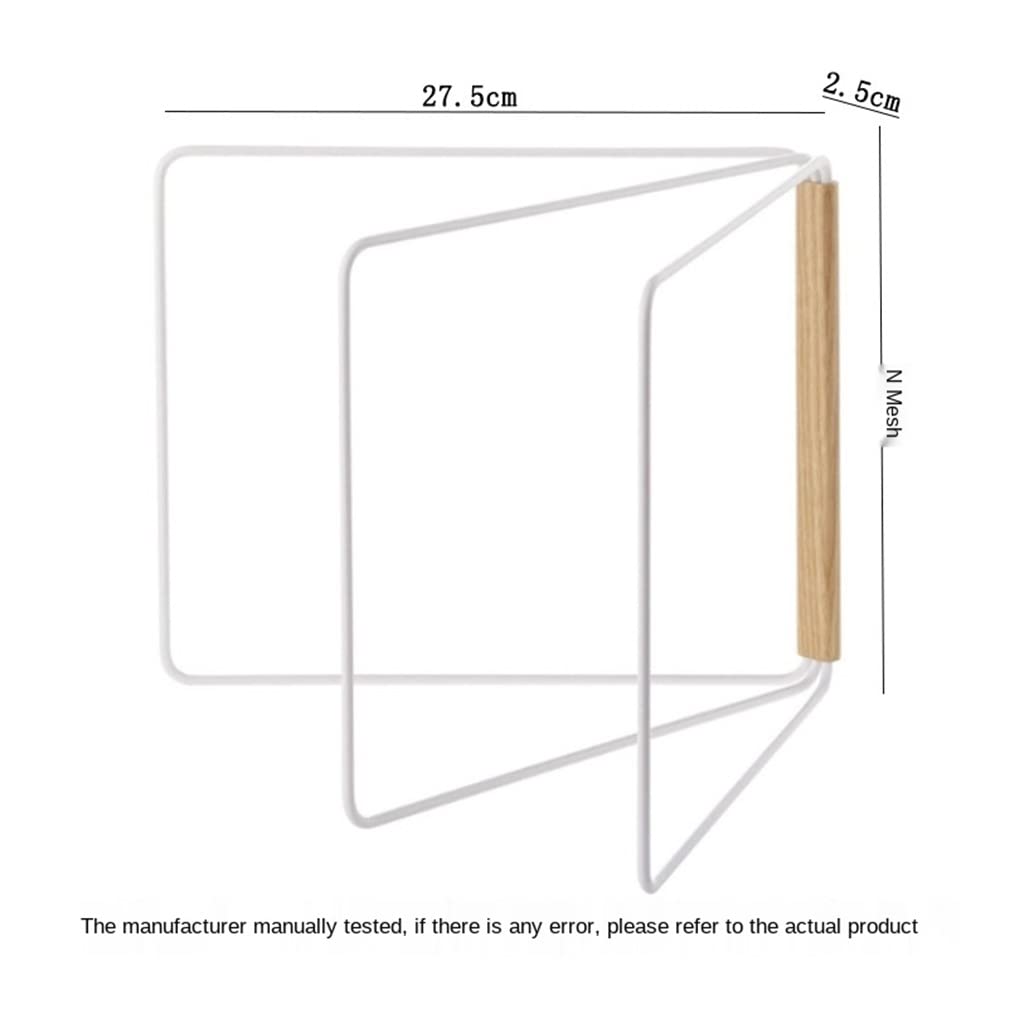 27.5cm
2.5cm
N Mesh
The manufacturer manually tested, if there is any error, please refer to the actual product